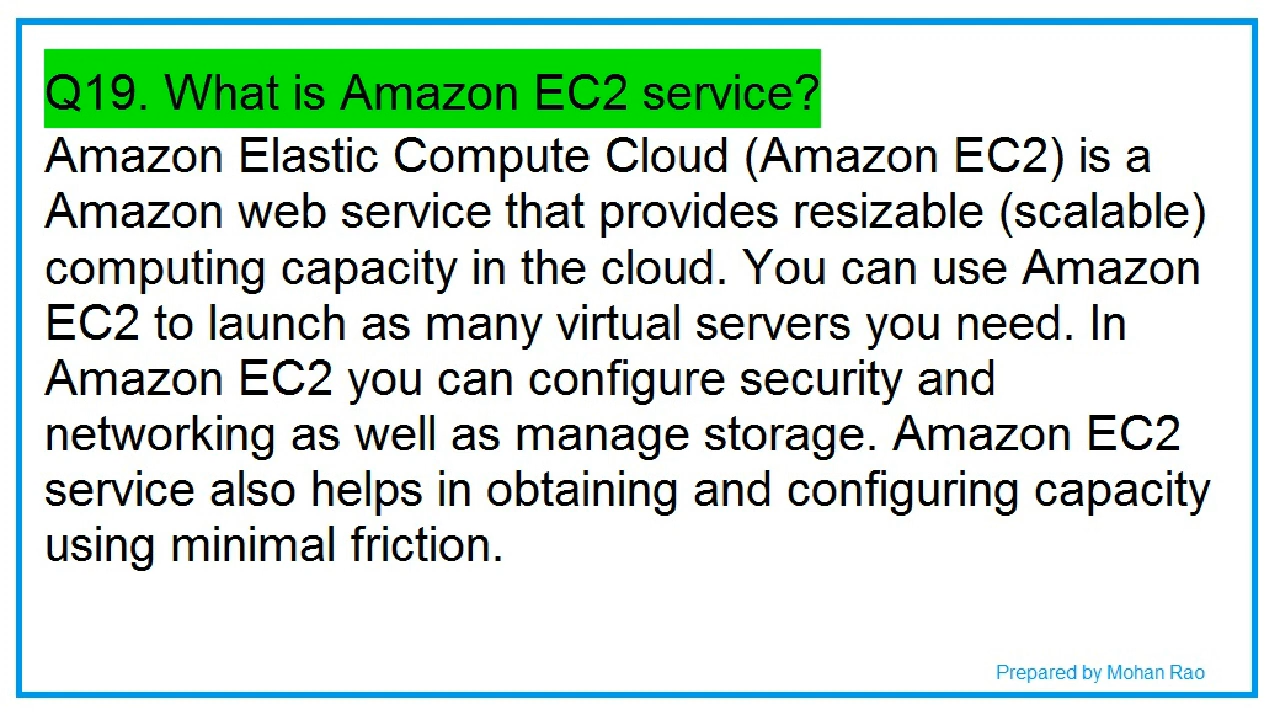 Q19. What is Amazon EC2 service?
Amazon Elastic Compute Cloud (Amazon EC2) is a
Amazon web service that provides resizable (scalable)
computing capacity in the cloud. You can use Amazon
EC2 to launch as many virtual servers you need. In
Amazon EC2 you can configure security and
networking as well as manage storage. Amazon EC2
service also helps in obtaining and configuring capacity
using minimal friction.
Prepared by Mohan Rao